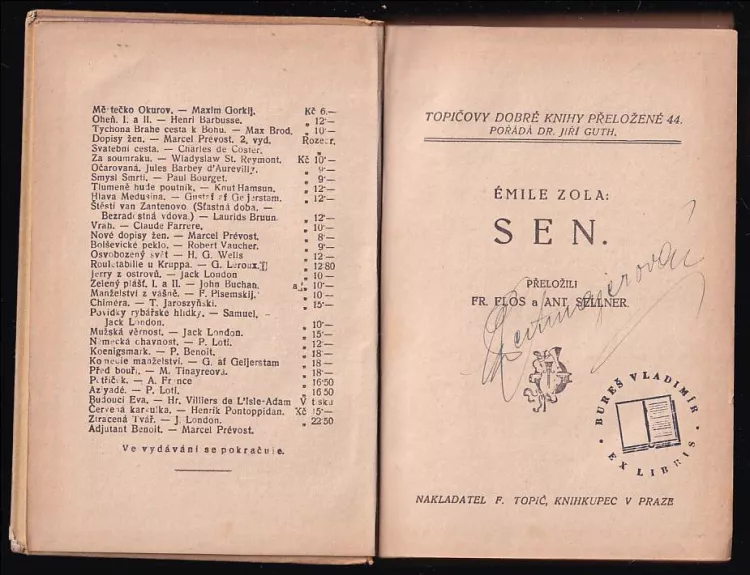 Městečko Okurov. — Maxim Gorkij. Kč 6.—
Oheň. I. a II. — Henri Barbusse. „ 12·—
Tychona Brahe cesta k Bohu. — Max Brod. „ 10·—
Dopisy žen. — Marcel Prévost. 2. vyd. Rozebr.
Svatební cesta. — Charles de Coster. „
Za soumraku. — Wladyslaw St. Reymont. Kč 10·—
Očarovaná. Jules Barbey d'Aurevilly. „ 9·—
Smysl Smrti. — Paul Bourget. „ 9·—
Tlumeně hude poutník. — Knut Hamsun. „ 12·—
Hlava Medusina. — Gustaf af Geijerstam. „ 12·—
Štěstí van Zantenovo (Šťastná doba. —
Bezradostná vdova.) — Laurids Bruun. „ 12·—
Vrah. — Claude Farrere. „ 10·—
Nové dopisy žen. — Marcel Prévost. „ 8·—
Bolševické peklo. — Robert Vaucher. „ 9·—
Osvobozený svět — H. G. Wells „ 12—
Rouletabille u Kruppa. — G. Leroux. „ 12 80
Jerry z ostrovů. — Jack London „ 10—
Zelený plášť. I. a II. — John Buchan. à „ 10—
Manželství z vášně. — F. Pisemskij. „ 10—
Chiméra. — T. Jaroszyński. „ 15·—
Povídky rybářské hlídky. — Samuel. —
Jack London. „ 10·—
Mužská věrnost. — Jack London. „ 15·—
Německá ohavnost. — P. Loti. „ 12·—
Koenigsmark. — P. Benoit. „ 18·—
Komedie manželství. — G. af Geijerstam „ 18·—
Před bouří. — M. Tinayreová. „ 18·—
Petříček. — A. France „ 16·50
Aziyadé. — P. Loti. „ 16 50
Budoucí Eva. — Hr. Villiers de L'Isle-Adam V tisku
Červená karkulka. — Henrik Pontoppidan. Kč 15·—
Ztracená Tvář. — J. London. „ 22 50
Adjutant Benoit. — Marcel Prévost.
Ve vydávání se pokračuje.
TOPIČOVY DOBRÉ KNIHY PŘELOŽENÉ 44.
POŘÁDÁ DR. JIŘÍ GUTH.
ÉMILE ZOLA:
SEN.
PŘELOŽILI
FR. FLOS a ANT. SELLNER.
BUREŠ VLADIMÍR
EX LIBRIS
NAKLADATEL F. TOPIČ, KNIHKUPEC V PRAZE